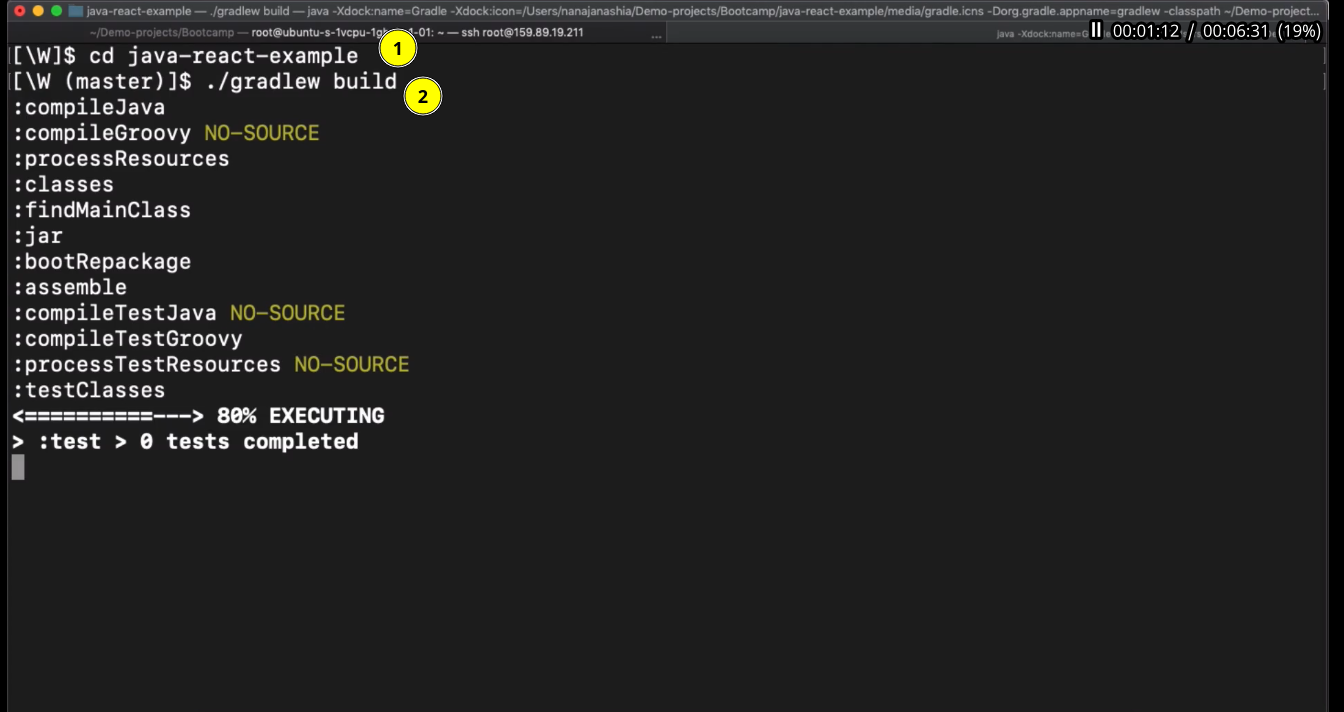 java-react-example — ./gradlew build — java -Xdock:name=Gradle -Xdock:icon=/Users/nanajanashia/Demo-projects/Bootcamp/java-react-example/media/gradle.icns -Dorg.gradle.appname=gradlew -classpath ~/Demo-project...
~/Demo-projects/Bootcamp — root@ubuntu-s-1vcpu-1gb 1-01: ~ — ssh root@159.89.19.211 ... java -Xdock:name=G
00:01:12 / 00:06:31 (19%)
[\W]$ cd java-react-example 1
[\W (master)]$ ./gradlew build 2
:compileJava
:compileGroovy NO-SOURCE
:processResources
:classes
:findMainClass
:jar
:bootRepackage
:assemble
:compileTestJava NO-SOURCE
:compileTestGroovy
:processTestResources NO-SOURCE
:testClasses
<==========---> 80% EXECUTING
> :test > 0 tests completed